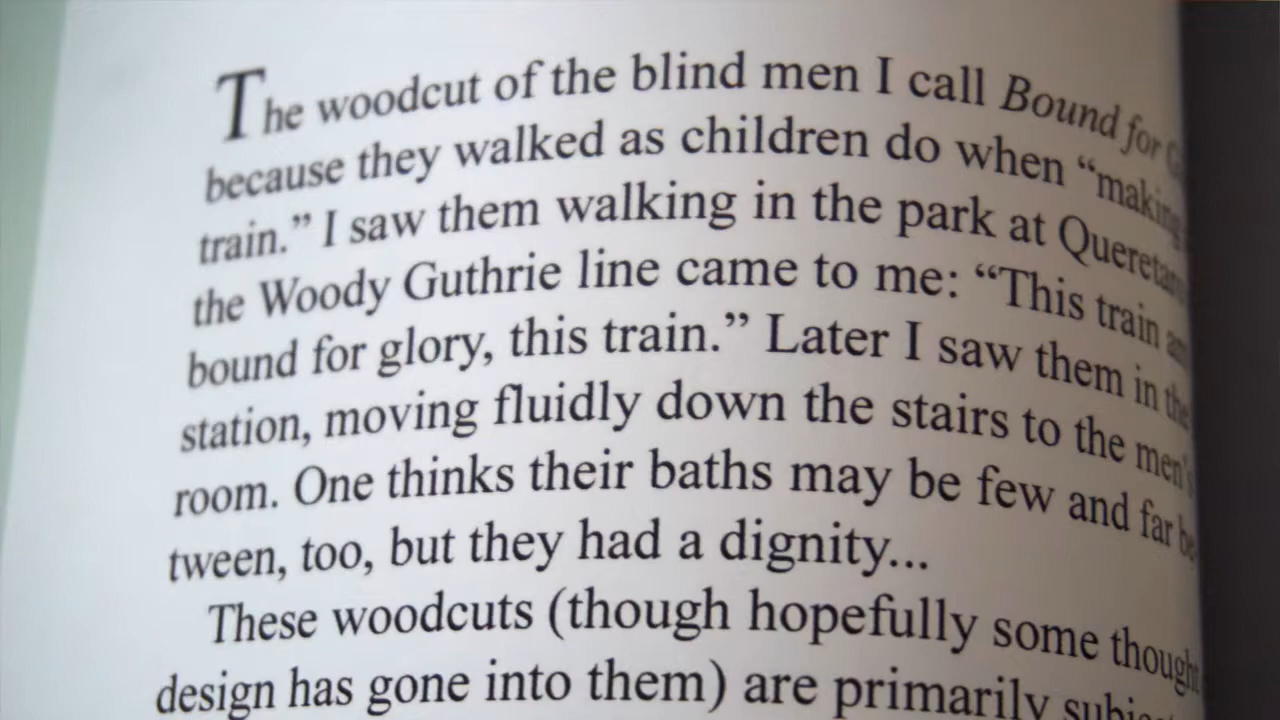 The woodcut of the blind men I call Bound for
because they walked as children do when “making
train.” I saw them walking in the park at Queretaro
the Woody Guthrie line came to me: “This train
bound for glory, this train.” Later I saw them in the
station, moving fluidly down the stairs to the men's
room. One thinks their baths may be few and far be
tween, too, but they had a dignity...
These woodcuts (though hopefully some thought
design has gone into them) are primarily